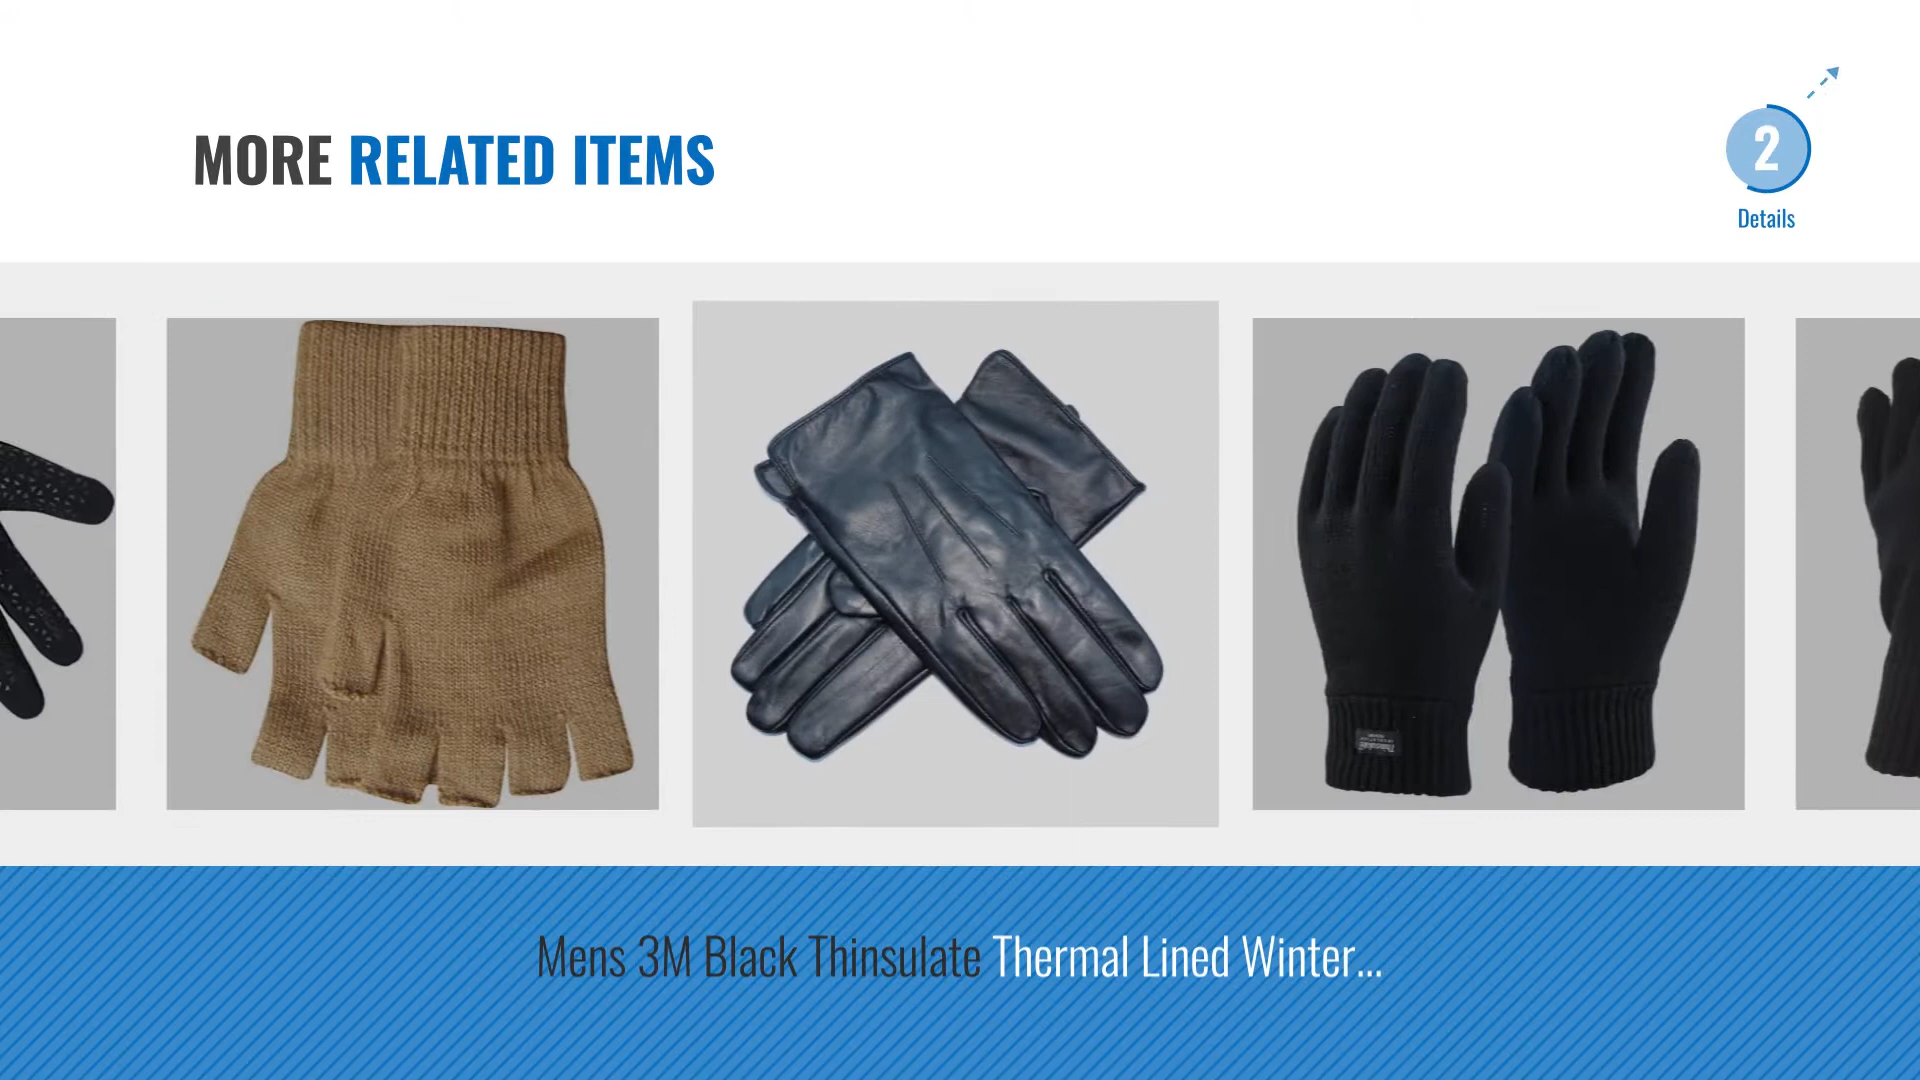 MORE RELATED ITEMS
2
Details
Mens 3M Black Thinsulate Thermal Lined Winter...